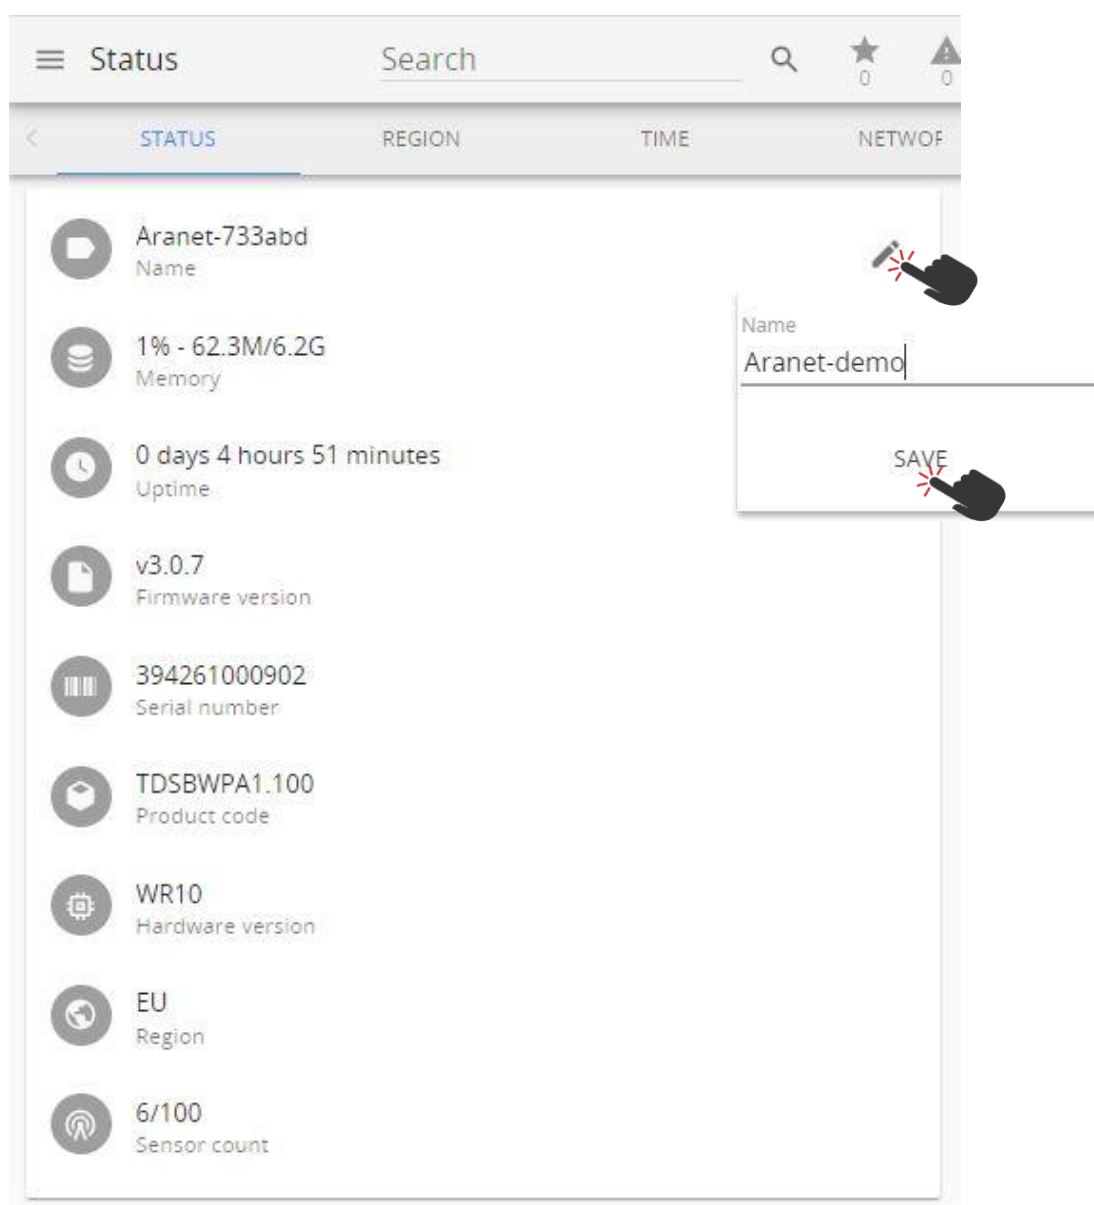 Status
Search
0
0
STATUS
REGION
TIME
NETWOR
Aranet-733abd
Name
Name
Aranet-demo
SAVE
1% - 62.3M/6.2G
Memory
0 days 4 hours 51 minutes
Uptime
v3.0.7
Firmware version
394261000902
Serial number
TDSBWPA1.100
Product code
WR10
Hardware version
EU
Region
6/100
Sensor count